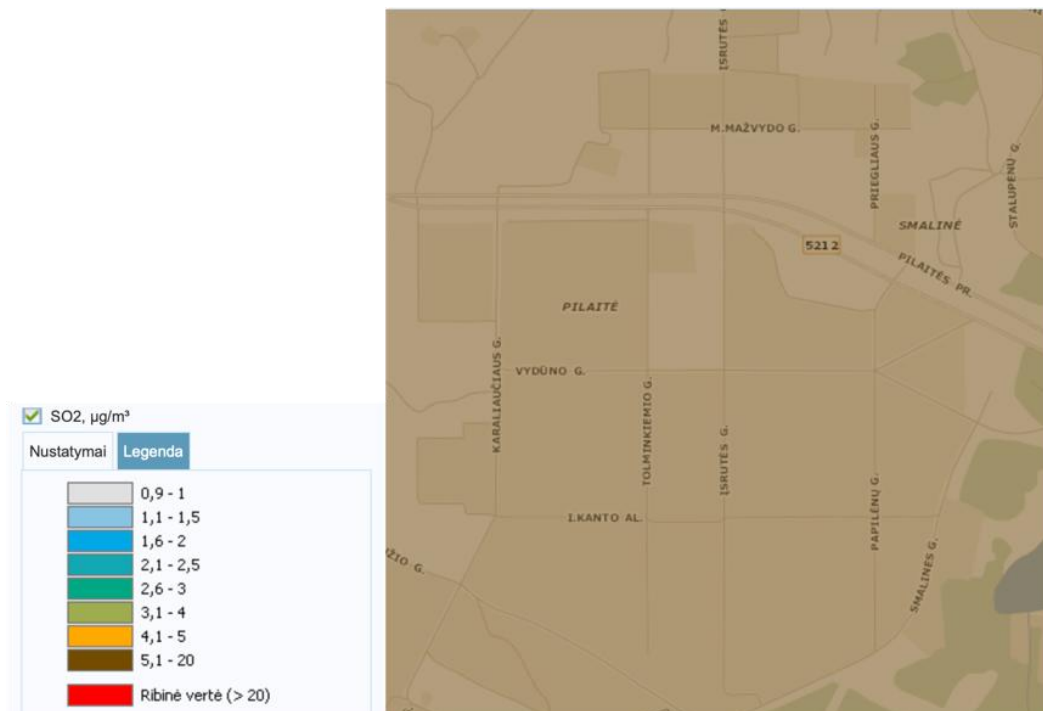 SO2, µg/m³
Nustatymai
Legenda
0,9 - 1
1,1 - 1,5
1,6 - 2
2,1 - 2,5
2,6 - 3
3,1 - 4
4,1 - 5
5,1 - 20
Ribinė vertė (> 20)
ĮSRUTĖS G.
M.MAŽVYDO G.
PRIEGLIAUS G.
STALUPĖNŲ G.
SMALINĖ
5212
PILAITĖS PR.
PILAITĖ
KARALIAUČIAUS G.
VYDŪNO G.
TOLMINKIEMIO G.
ĮSRUTĖS G.
PAPILĖNŲ G.
I.KANTO AL.
SMALINĖS G.